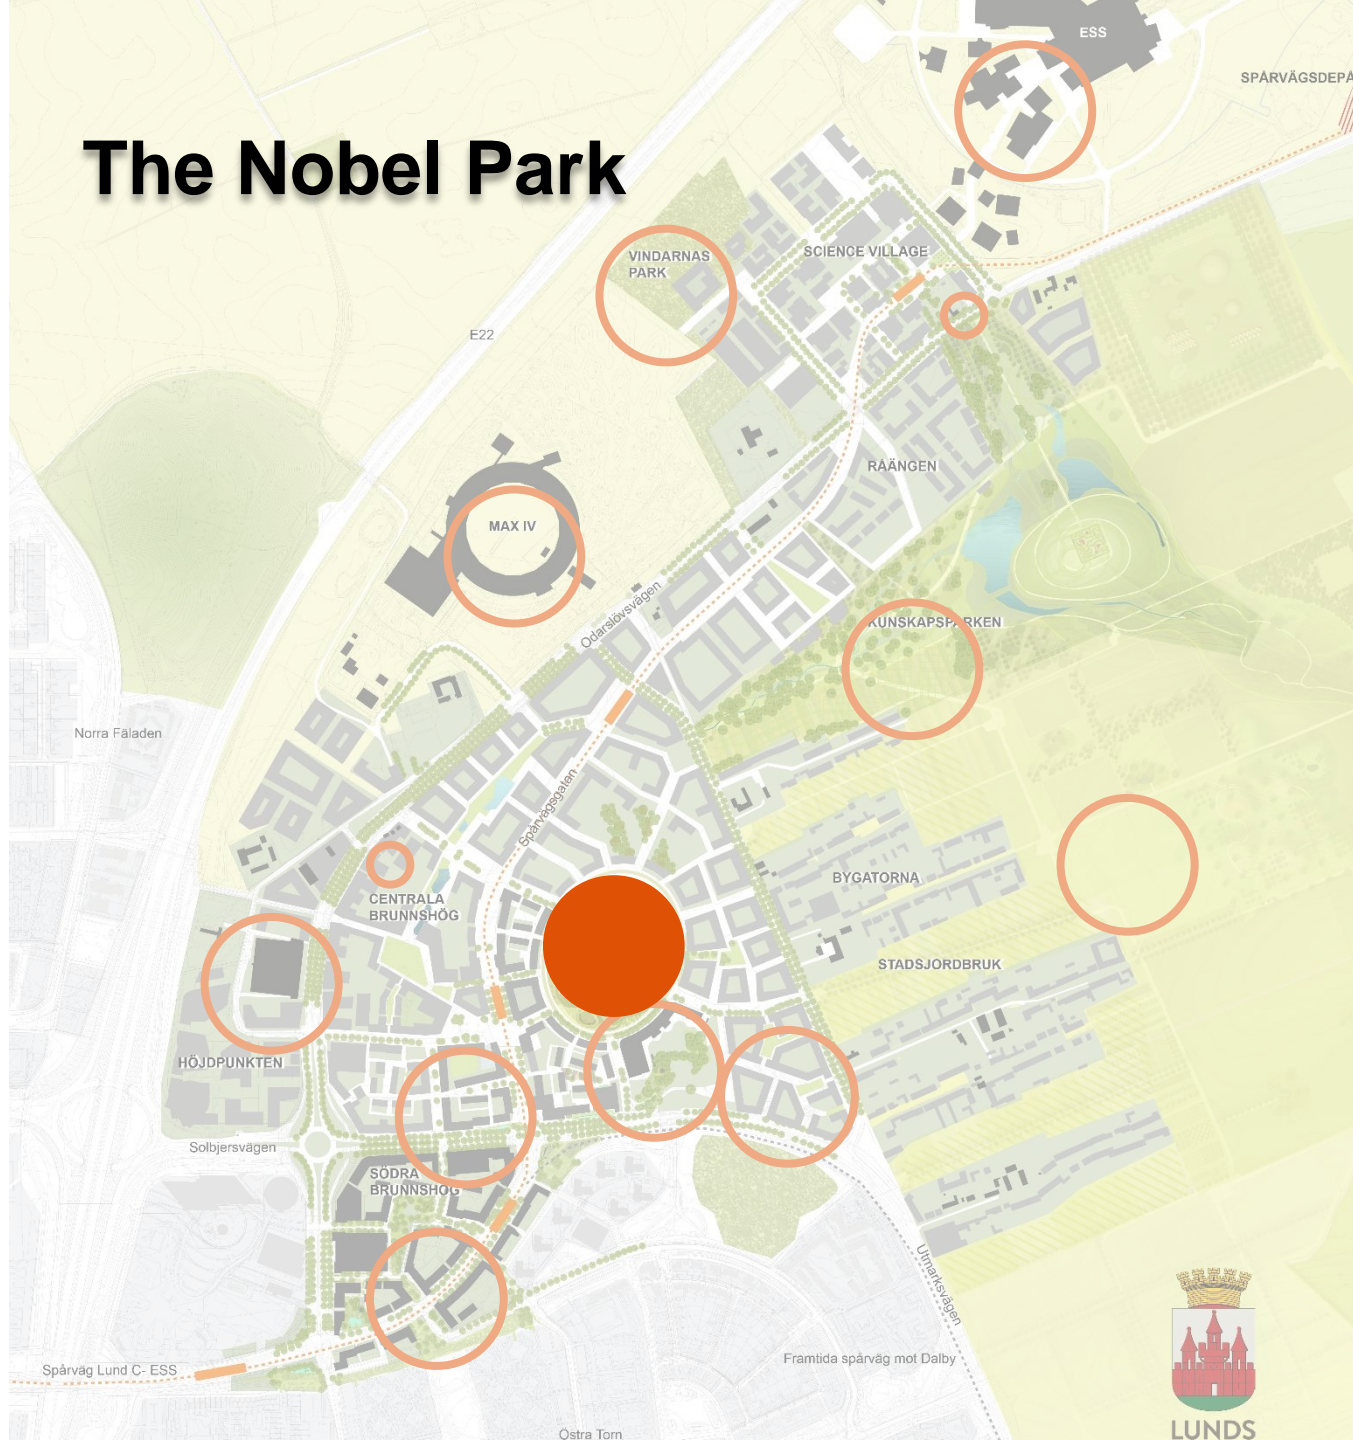 ESS
SPÅRVÄGSDEPÅ
The Nobel Park
SCIENCE VILLAGE
VINDARNAS
PARK
E22
RÅÄNGEN
MAX IV
Odarslövsvägen
KUNSKAPSPARKEN
Norra Fäladen
Spårvägsgatan
BYGATORNA
CENTRALA
BRUNNSHÖG
STADSJORDBRUK
HÖJDPUNKTEN
Solbjersvägen
SÖDRA
BRUNNSHÖG
Utmarksvägen
Framtida spårväg mot Dalby
Spårväg Lund C- ESS
LUNDS
Östra Torn